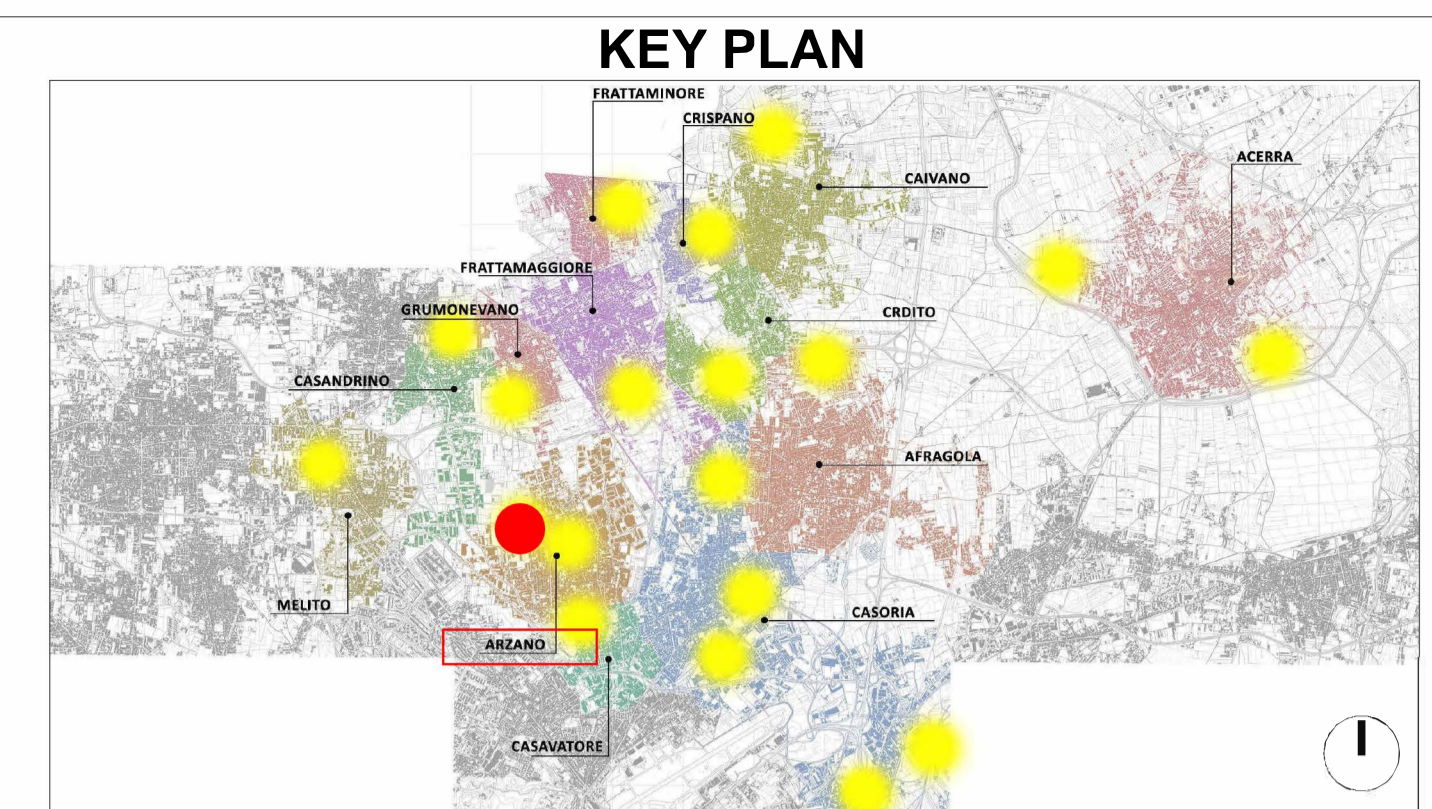 KEY PLAN
FRATTAMINORE
CRISPANO
ACERRA
CAIVANO
FRATTAMAGGIORE
GRUMONEVANO
CRDITO
CASANDRINO
AFRAGOLA
MELITO
CASORIA
ARZANO
CASAVATORE